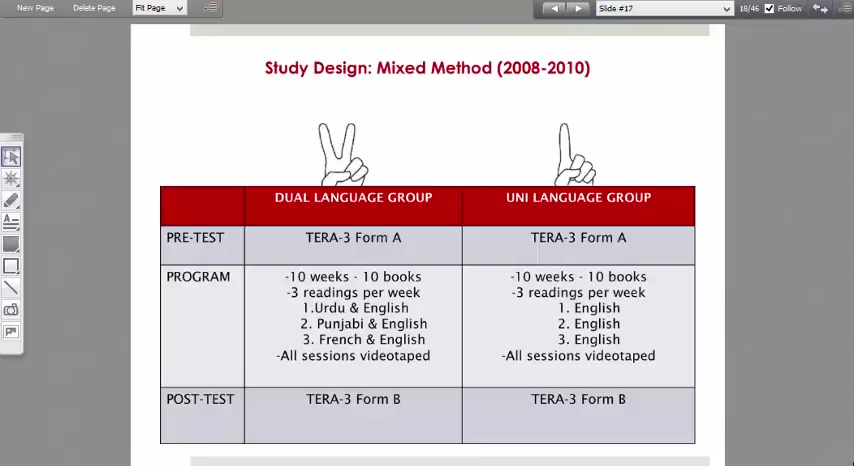 New Page Delete Page Fit Page Slide #17 18/46 Follow
Study Design: Mixed Method (2008-2010)
DUAL LANGUAGE GROUP UNI LANGUAGE GROUP
PRE-TEST TERA-3 Form A TERA-3 Form A
PROGRAM -10 weeks - 10 books -10 weeks - 10 books
-3 readings per week -3 readings per week
1.Urdu & English 1. English
2. Punjabi & English 2. English
3. French & English 3. English
-All sessions videotaped -All sessions videotaped
POST-TEST TERA-3 Form B TERA-3 Form B